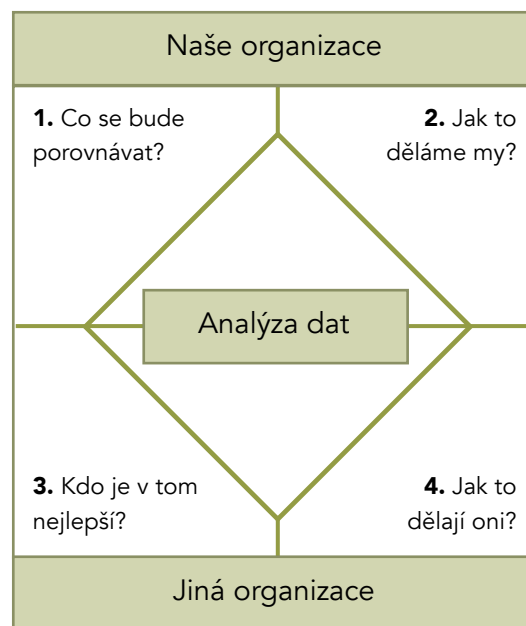 Naše organizace
1. Co se bude
porovnávat?
2. Jak to
děláme my?
Analýza dat
3. Kdo je v tom
nejlepší?
4. Jak to
dělají oni?
Jiná organizace